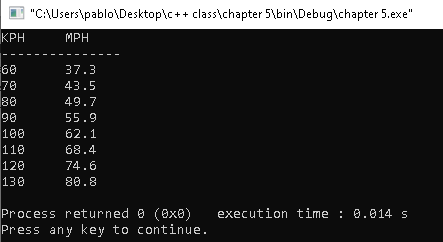 "C:\Users\pablo\Desktop\c++ class\chapter 5\bin\Debug\chapter 5.exe"
KPH     MPH
---------------
60      37.3
70      43.5
80      49.7
90      55.9
100     62.1
110     68.4
120     74.6
130     80.8
Process returned 0 (0x0)   execution time : 0.014 s
Press any key to continue.